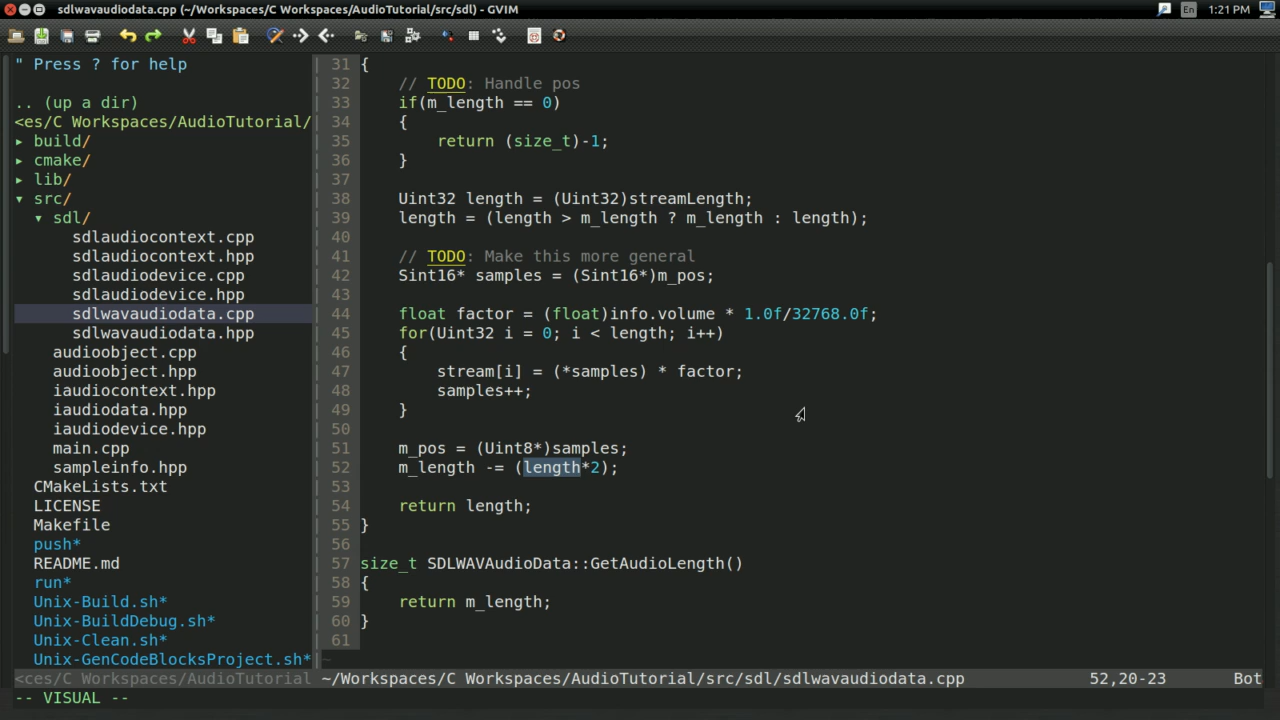 sdlwavaudiodata.cpp (~/Workspaces/C Workspaces/AudioTutorial/src/sdl) - GVIM
En
1:21 PM
" Press ? for help
.. (up a dir)
<es/C Workspaces/AudioTutorial/
▸ build/
▸ cmake/
▸ lib/
▾ src/
▾ sdl/
sdlaudiocontext.cpp
sdlaudiocontext.hpp
sdlaudiodevice.cpp
sdlaudiodevice.hpp
sdlwavaudiodata.cpp
sdlwavaudiodata.hpp
audioobject.cpp
audioobject.hpp
iaudiocontext.hpp
iaudiodata.hpp
iaudiodevice.hpp
main.cpp
sampleinfo.hpp
CMakeLists.txt
LICENSE
Makefile
push*
README.md
run*
Unix-Build.sh*
Unix-BuildDebug.sh*
Unix-Clean.sh*
Unix-GenCodeBlocksProject.sh*
31 {
32     // TODO: Handle pos
33     if(m_length == 0)
34     {
35         return (size_t)-1;
36     }
37
38     Uint32 length = (Uint32)streamLength;
39     length = (length > m_length ? m_length : length);
40
41     // TODO: Make this more general
42     Sint16* samples = (Sint16*)m_pos;
43
44     float factor = (float)info.volume * 1.0f/32768.0f;
45     for(Uint32 i = 0; i < length; i++)
46     {
47         stream[i] = (*samples) * factor;
48         samples++;
49     }
50
51     m_pos = (Uint8*)samples;
52     m_length -= (length*2);
53
54     return length;
55 }
56
57 size_t SDLWAVAudioData::GetAudioLength()
58 {
59     return m_length;
60 }
61
~
<ces/C Workspaces/AudioTutorial ~/Workspaces/C Workspaces/AudioTutorial/src/sdl/sdlwavaudiodata.cpp 52,20-23 Bot
-- VISUAL --